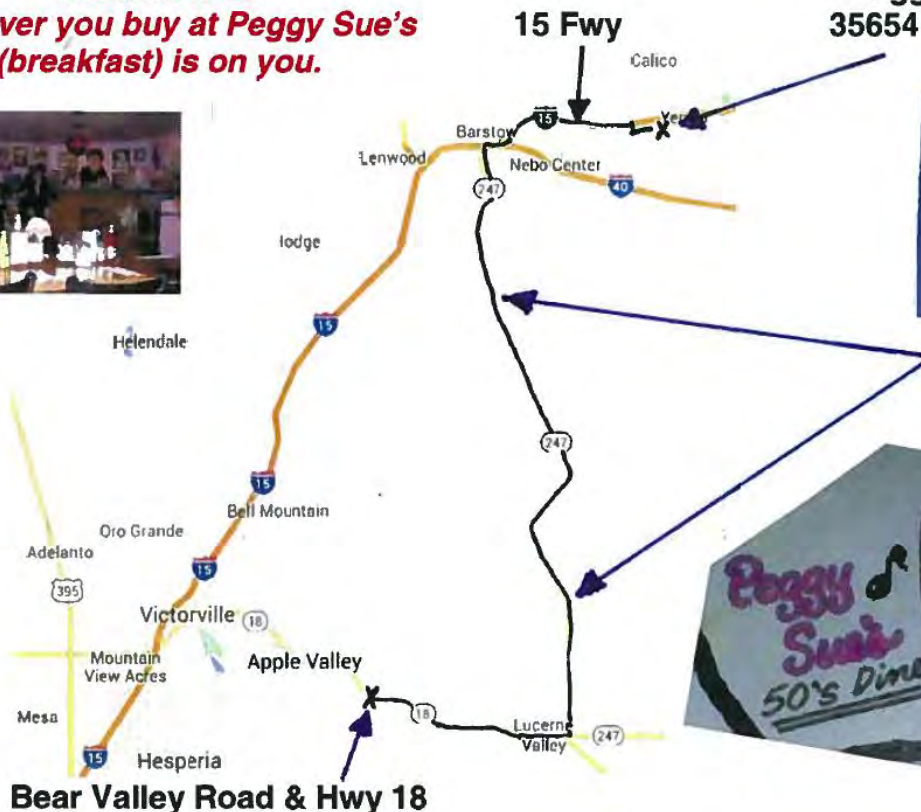 ver you buy at Peggy Sue's
(breakfast) is on you.
15 Fwy
35654
Calico
15
Barstow
Lenwood
Nebo Center
247
40
Hodge
15
Helendale
247
15
Bell Mountain
Oro Grande
Adelanto
15
395
Victorville
18
Mountain
View Acres
Apple Valley
Peggy
Sue's
50's Dine
Mesa
18
Lucern
Valley
247
15
Hesperia
Bear Valley Road & Hwy 18